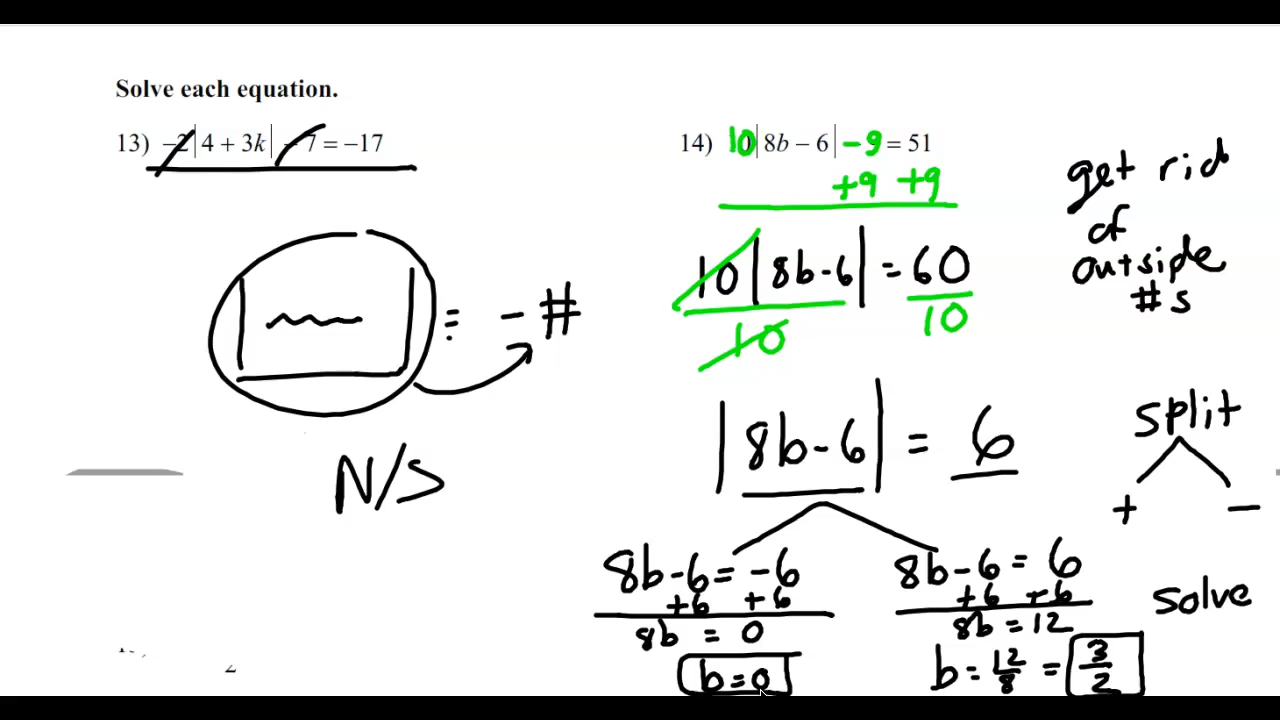 Solve each equation.
13) −2|4 + 3k| − 7 = −17
= - #
N/S
14) 10|8b − 6| − 9 = 51
+9 +9
10|8b-6| = 60
10 10
|8b-6| = 6
8b-6 = -6
+6 +6
8b = 0
b = 0
8b-6 = 6
+6 +6
8b = 12
b = 12/8 = 3/2
get rid
of
outside
#s
split
+ −
solve